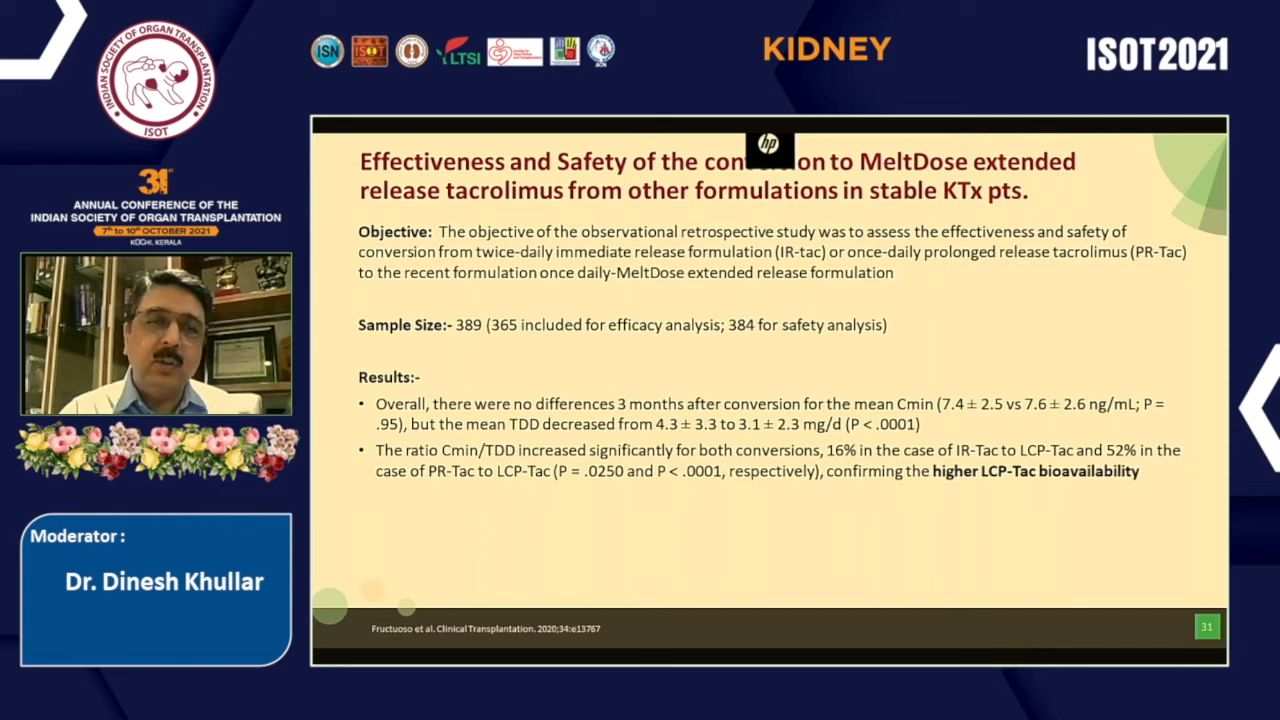 INDIAN SOCIETY OF ORGAN TRANSPLANTATION
ISOT
ISN
ISOT
LTSI
ACN
KIDNEY
ISOT2021
31st
ANNUAL CONFERENCE OF THE
INDIAN SOCIETY OF ORGAN TRANSPLANTATION
7th to 10th OCTOBER 2021
KOCHI, KERALA
Moderator :
Dr. Dinesh Khullar
hp
Effectiveness and Safety of the con on to MeltDose extended
release tacrolimus from other formulations in stable KTx pts.
Objective: The objective of the observational retrospective study was to assess the effectiveness and safety of
conversion from twice-daily immediate release formulation (IR-tac) or once-daily prolonged release tacrolimus (PR-Tac)
to the recent formulation once daily-MeltDose extended release formulation
Sample Size:- 389 (365 included for efficacy analysis; 384 for safety analysis)
Results:-
• Overall, there were no differences 3 months after conversion for the mean Cmin (7.4 ± 2.5 vs 7.6 ± 2.6 ng/mL; P =
.95), but the mean TDD decreased from 4.3 ± 3.3 to 3.1 ± 2.3 mg/d (P < .0001)
• The ratio Cmin/TDD increased significantly for both conversions, 16% in the case of IR-Tac to LCP-Tac and 52% in the
case of PR-Tac to LCP-Tac (P = .0250 and P < .0001, respectively), confirming the higher LCP-Tac bioavailability
Fructuoso et al. Clinical Transplantation. 2020;34:e13767
31